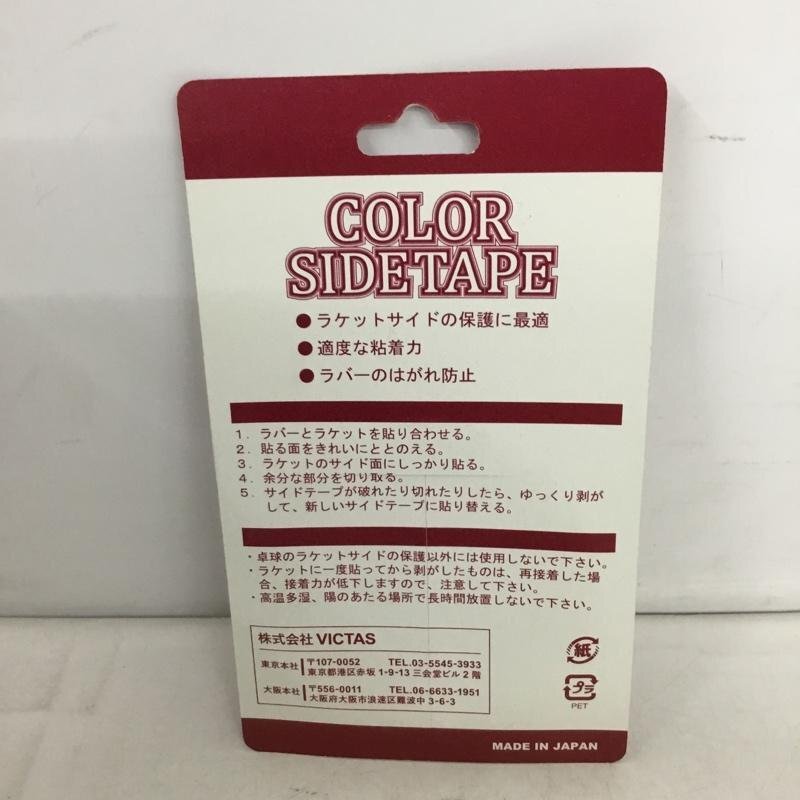 COLOR
SIDETAPE
●ラケットサイドの保護に最適
●適度な粘着力
●ラバーのはがれ防止
1. ラバーとラケットを貼り合わせる。
2. 貼る面をきれいにととのえる。
3. ラケットのサイド面にしっかり貼る。
4. 余分な部分を切り取る。
5. サイドテープが破れたり切れたりしたら、ゆっくり剥が
して、新しいサイドテープに貼り替える。
・卓球のラケットサイドの保護以外には使用しないで下さい。
・ラケットに一度貼ってから剥がしたものは、再接着した場
合、接着力が低下しますので、注意して下さい。
・高温多湿、陽のあたる場所で長時間放置しないで下さい。
株式会社 VICTAS
東京本社 〒107-0052 TEL.03-5545-3933
東京都港区赤坂 1-9-13 三会堂ビル 2 階
大阪本社 〒556-0011 TEL.06-6633-1951
大阪府大阪市浪速区難波中 3-6-3
紙
プラ
PET
MADE IN JAPAN